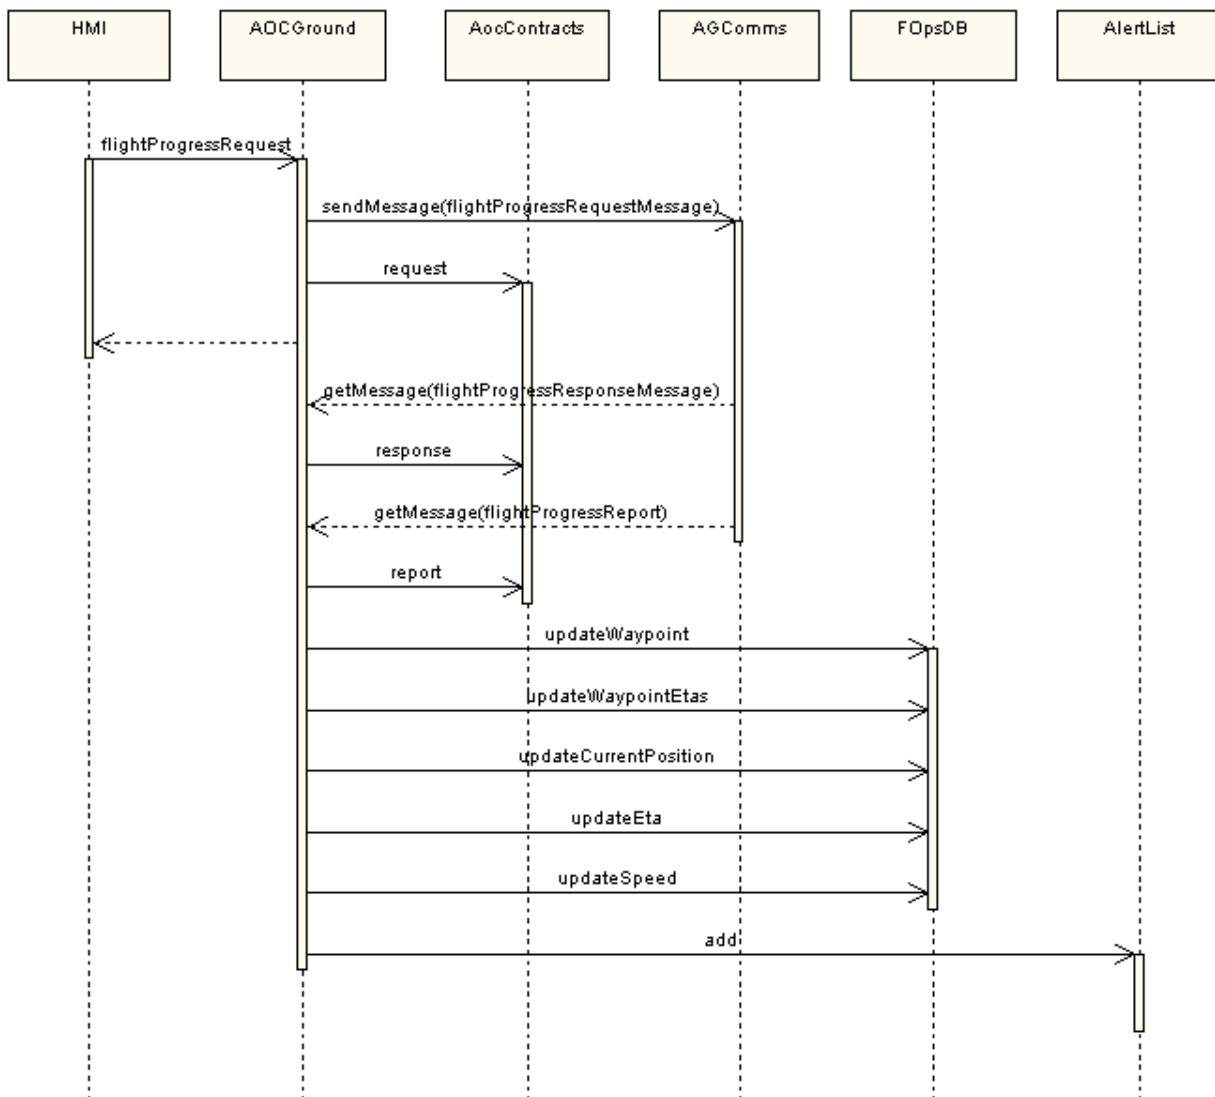 HMI
AOCGround
AocContracts
AGComms
FOpsDB
AlertList
flightProgressRequest
sendMessage(flightProgressRequestMessage)
request
getMessage(flightProgressResponseMessage)
response
getMessage(flightProgressReport)
report
updateWaypoint
updateWaypointEtas
updateCurrentPosition
updateEta
updateSpeed
add